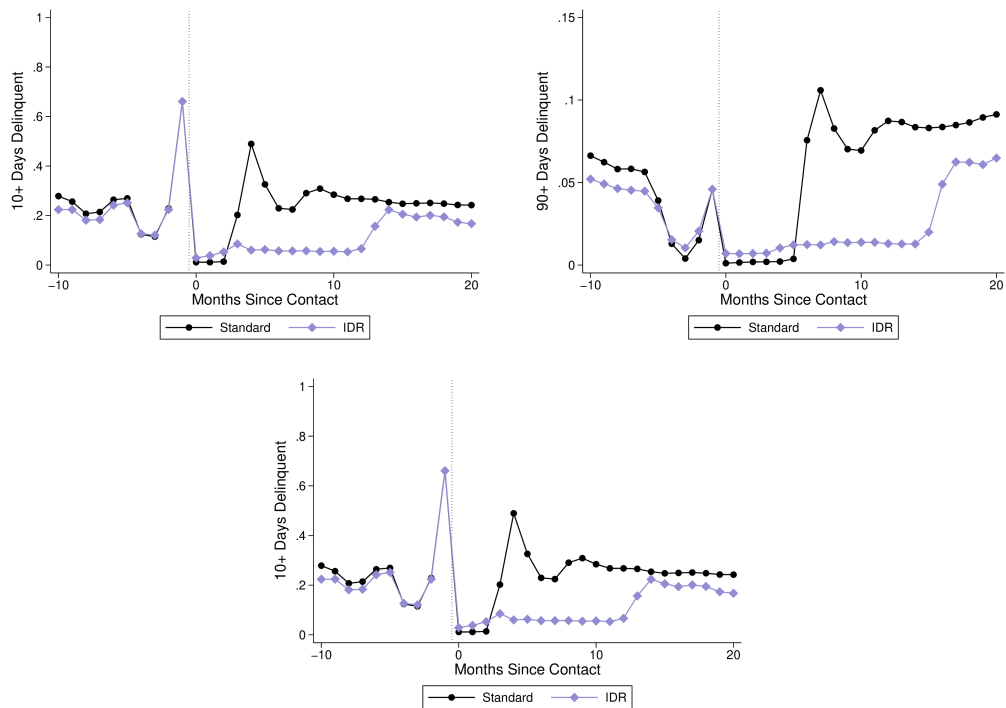 10+ Days Delinquent
1
.8
.6
.4
.2
0
−10
0
10
20
Months Since Contact
Standard
IDR
90+ Days Delinquent
.15
.1
.05
0
−10
0
10
20
Months Since Contact
Standard
IDR
10+ Days Delinquent
1
.8
.6
.4
.2
0
−10
0
10
20
Months Since Contact
Standard
IDR